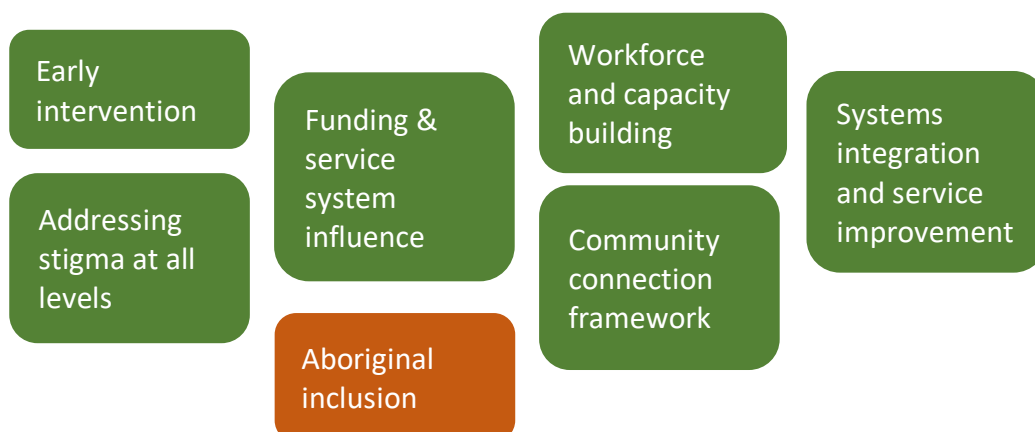 Early
intervention
Addressing
stigma at all
levels
Funding &
service
system
influence
Aboriginal
inclusion
Workforce
and capacity
building
Community
connection
framework
Systems
integration
and service
improvement